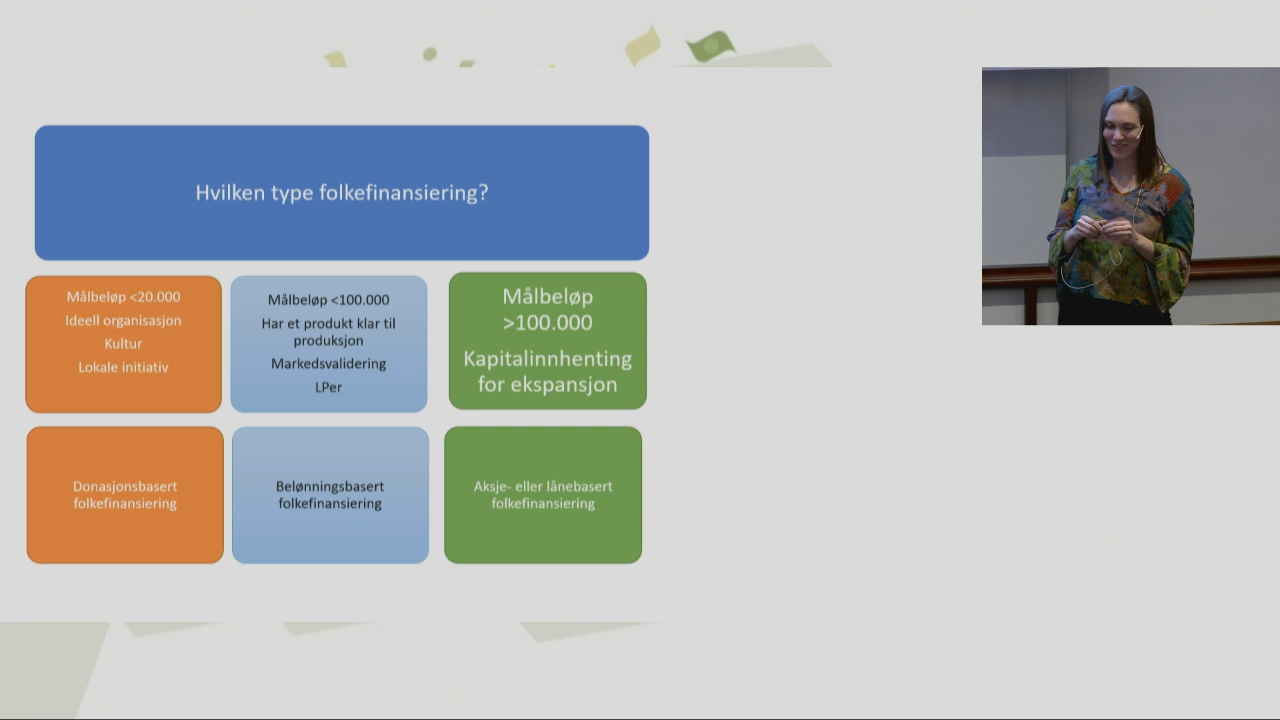 Hvilken type folkefinansiering?
Målbeløp <20.000
Ideell organisasjon
Kultur
Lokale initiativ
Målbeløp <100.000
Har et produkt klar til
produksjon
Markedsvalidering
LPer
Målbeløp
>100.000
Kapitalinnhenting
for ekspansjon
Donasjonsbasert
folkefinansiering
Belønningsbasert
folkefinansiering
Aksje- eller lånebasert
folkefinansiering